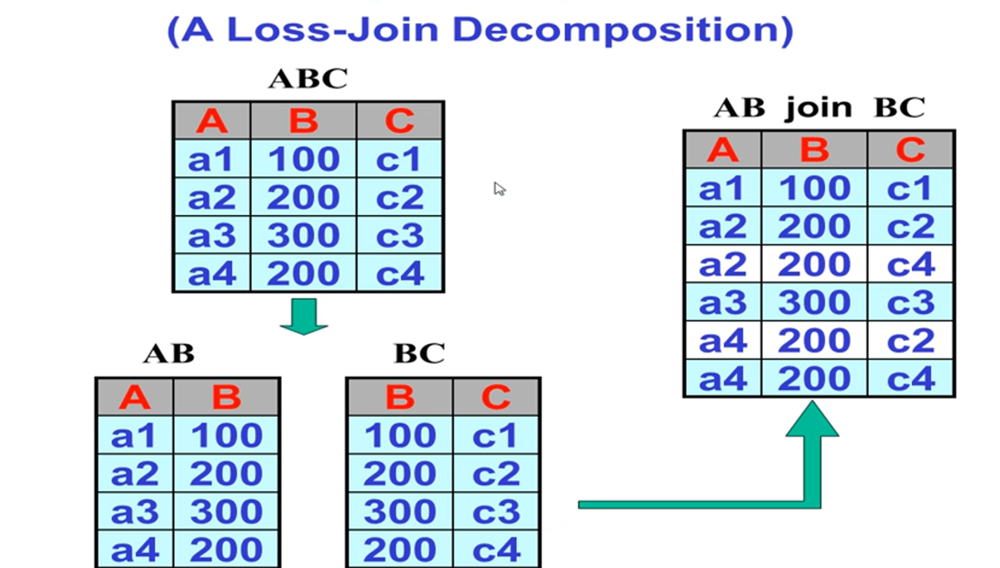 (A Loss-Join Decomposition)
ABC
A B C
a1 100 c1
a2 200 c2
a3 300 c3
a4 200 c4
AB
A B
a1 100
a2 200
a3 300
a4 200
BC
B C
100 c1
200 c2
300 c3
200 c4
AB join BC
A B C
a1 100 c1
a2 200 c2
a2 200 c4
a3 300 c3
a4 200 c2
a4 200 c4